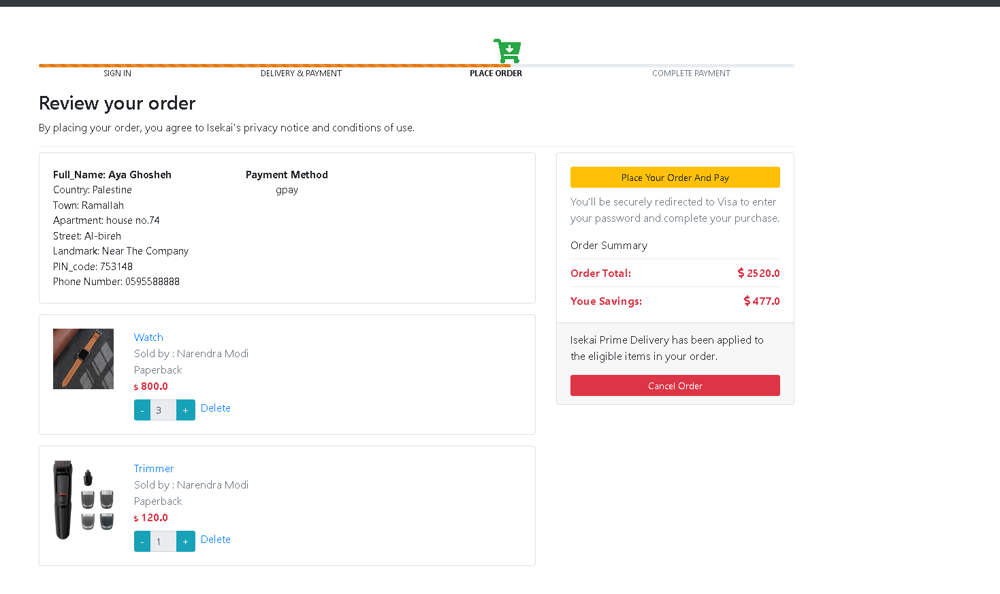 SIGN IN
DELIVERY & PAYMENT
PLACE ORDER
COMPLETE PAYMENT
Review your order
By placing your order, you agree to Isekai's privacy notice and conditions of use.
Full_Name: Aya Ghosheh
Country: Palestine
Town: Ramallah
Apartment: house no.74
Street: Al-bireh
Landmark: Near The Company
PIN_code: 753148
Phone Number: 0595588888
Payment Method
gpay
Watch
Sold by : Narendra Modi
Paperback
$ 800.0
- 3 + Delete
Trimmer
Sold by : Narendra Modi
Paperback
$ 120.0
- 1 + Delete
Place Your Order And Pay
You'll be securely redirected to Visa to enter
your password and complete your purchase.
Order Summary
Order Total: $ 2520.0
Youe Savings: $ 477.0
Isekai Prime Delivery has been applied to
the eligible items in your order.
Cancel Order